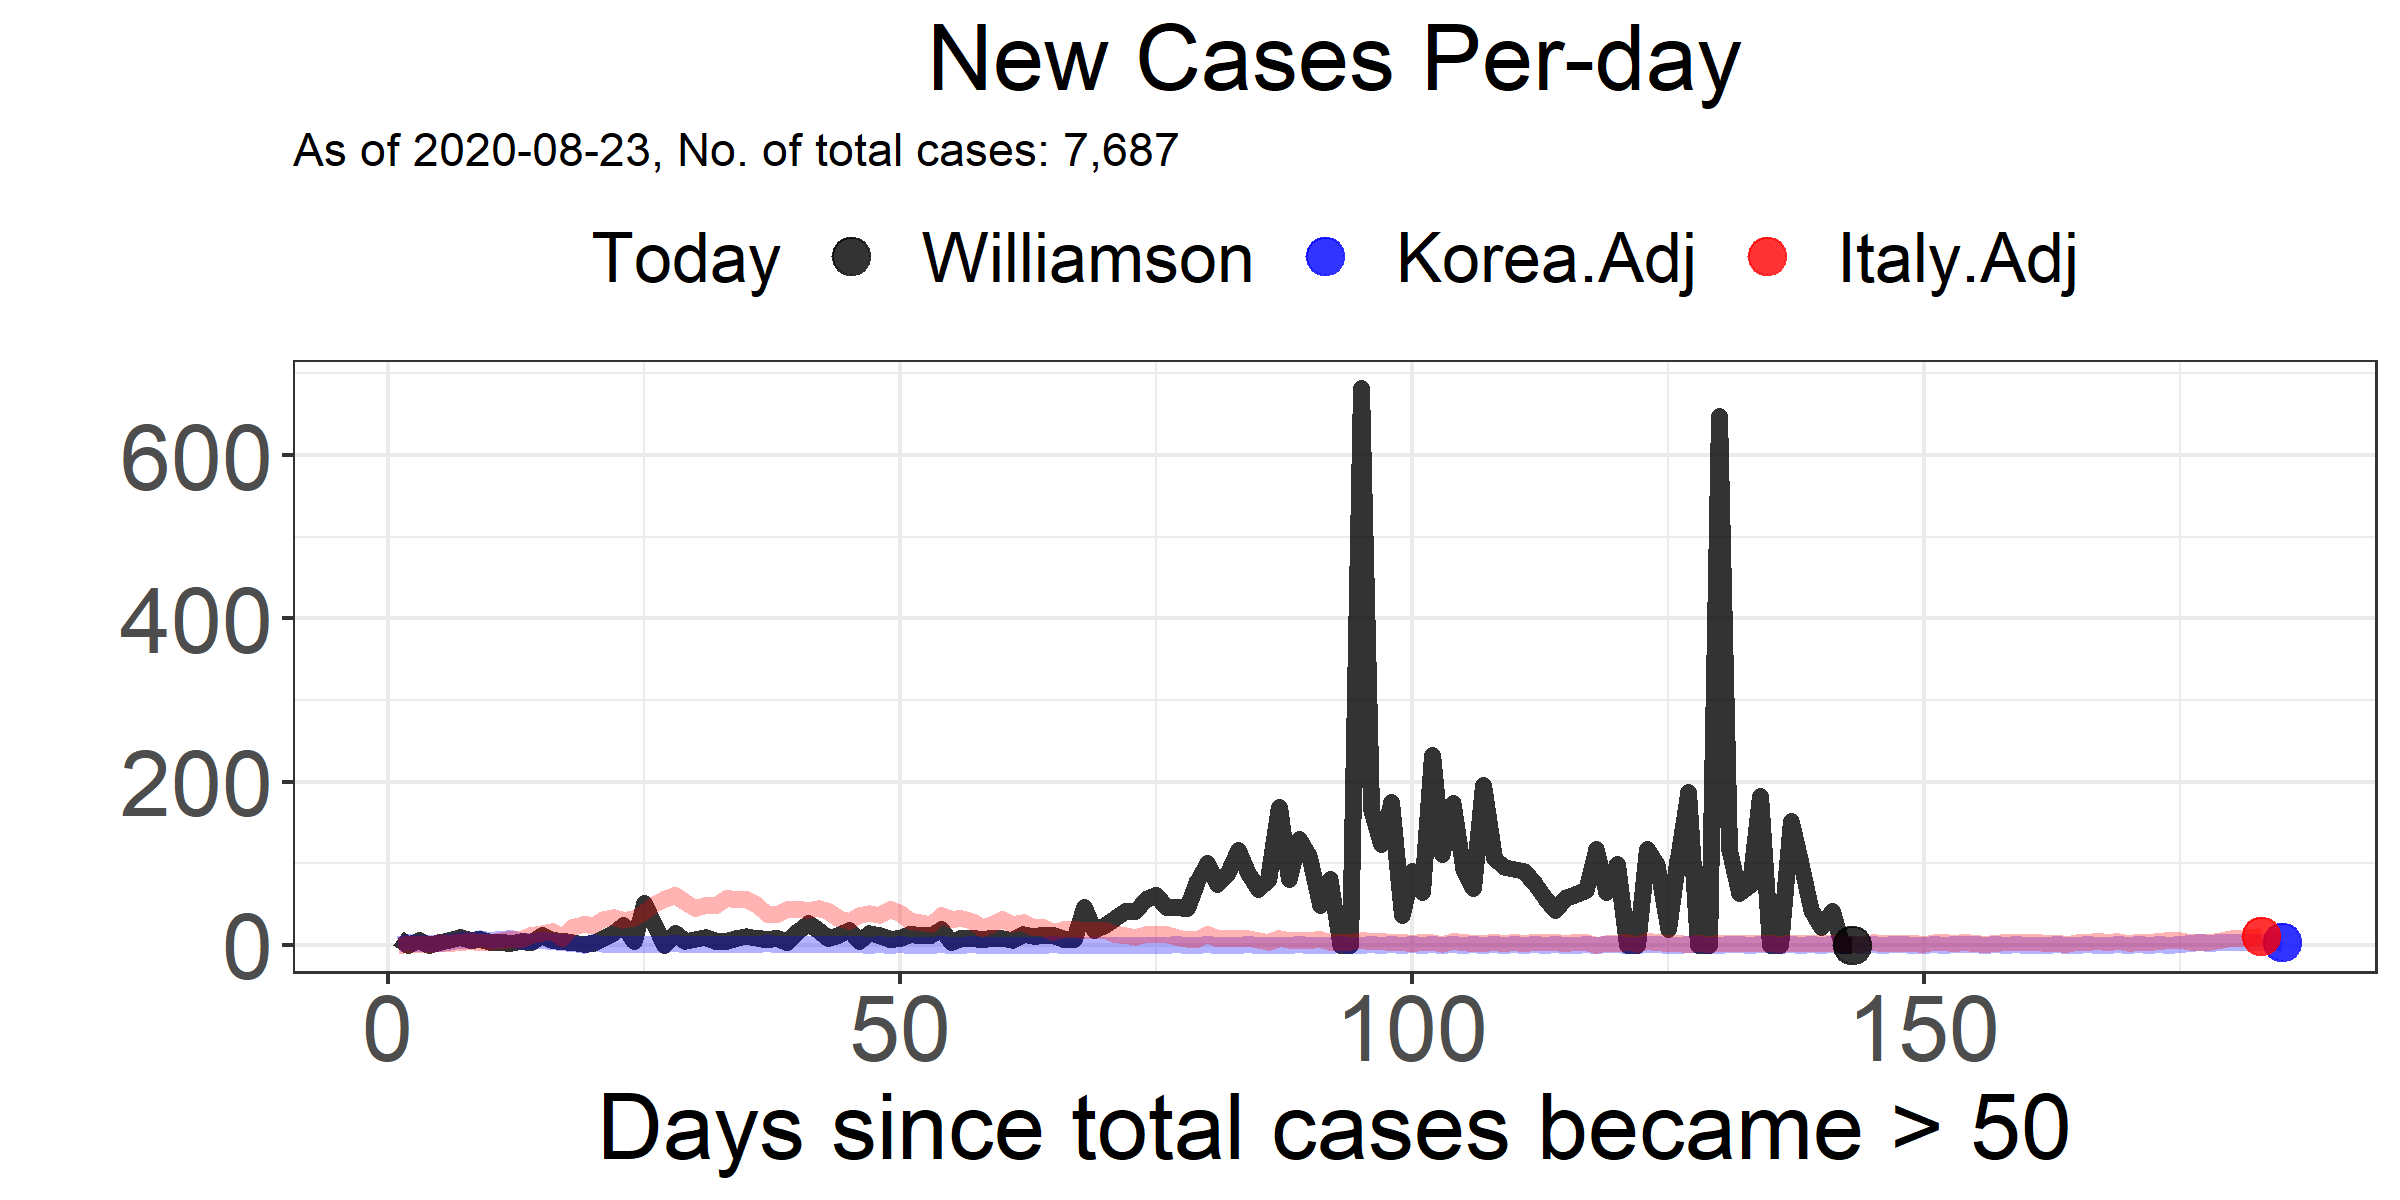 New Cases Per-day
As of 2020-08-23, No. of total cases: 7,687
Today Williamson Korea.Adj Italy.Adj
600
400
200
0
0 50 100 150
Days since total cases became > 50